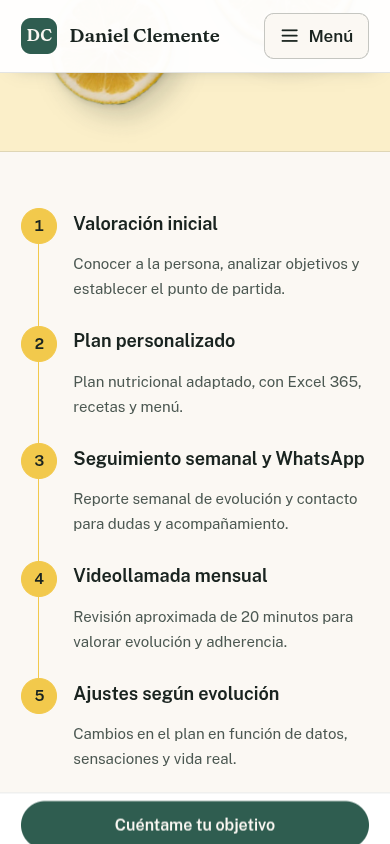 DC Daniel Clemente Menú
1 Valoración inicial
Conocer a la persona, analizar objetivos y
establecer el punto de partida.
2 Plan personalizado
Plan nutricional adaptado, con Excel 365,
recetas y menú.
3 Seguimiento semanal y WhatsApp
Reporte semanal de evolución y contacto
para dudas y acompañamiento.
4 Videollamada mensual
Revisión aproximada de 20 minutos para
valorar evolución y adherencia.
5 Ajustes según evolución
Cambios en el plan en función de datos,
sensaciones y vida real.
Cuéntame tu objetivo